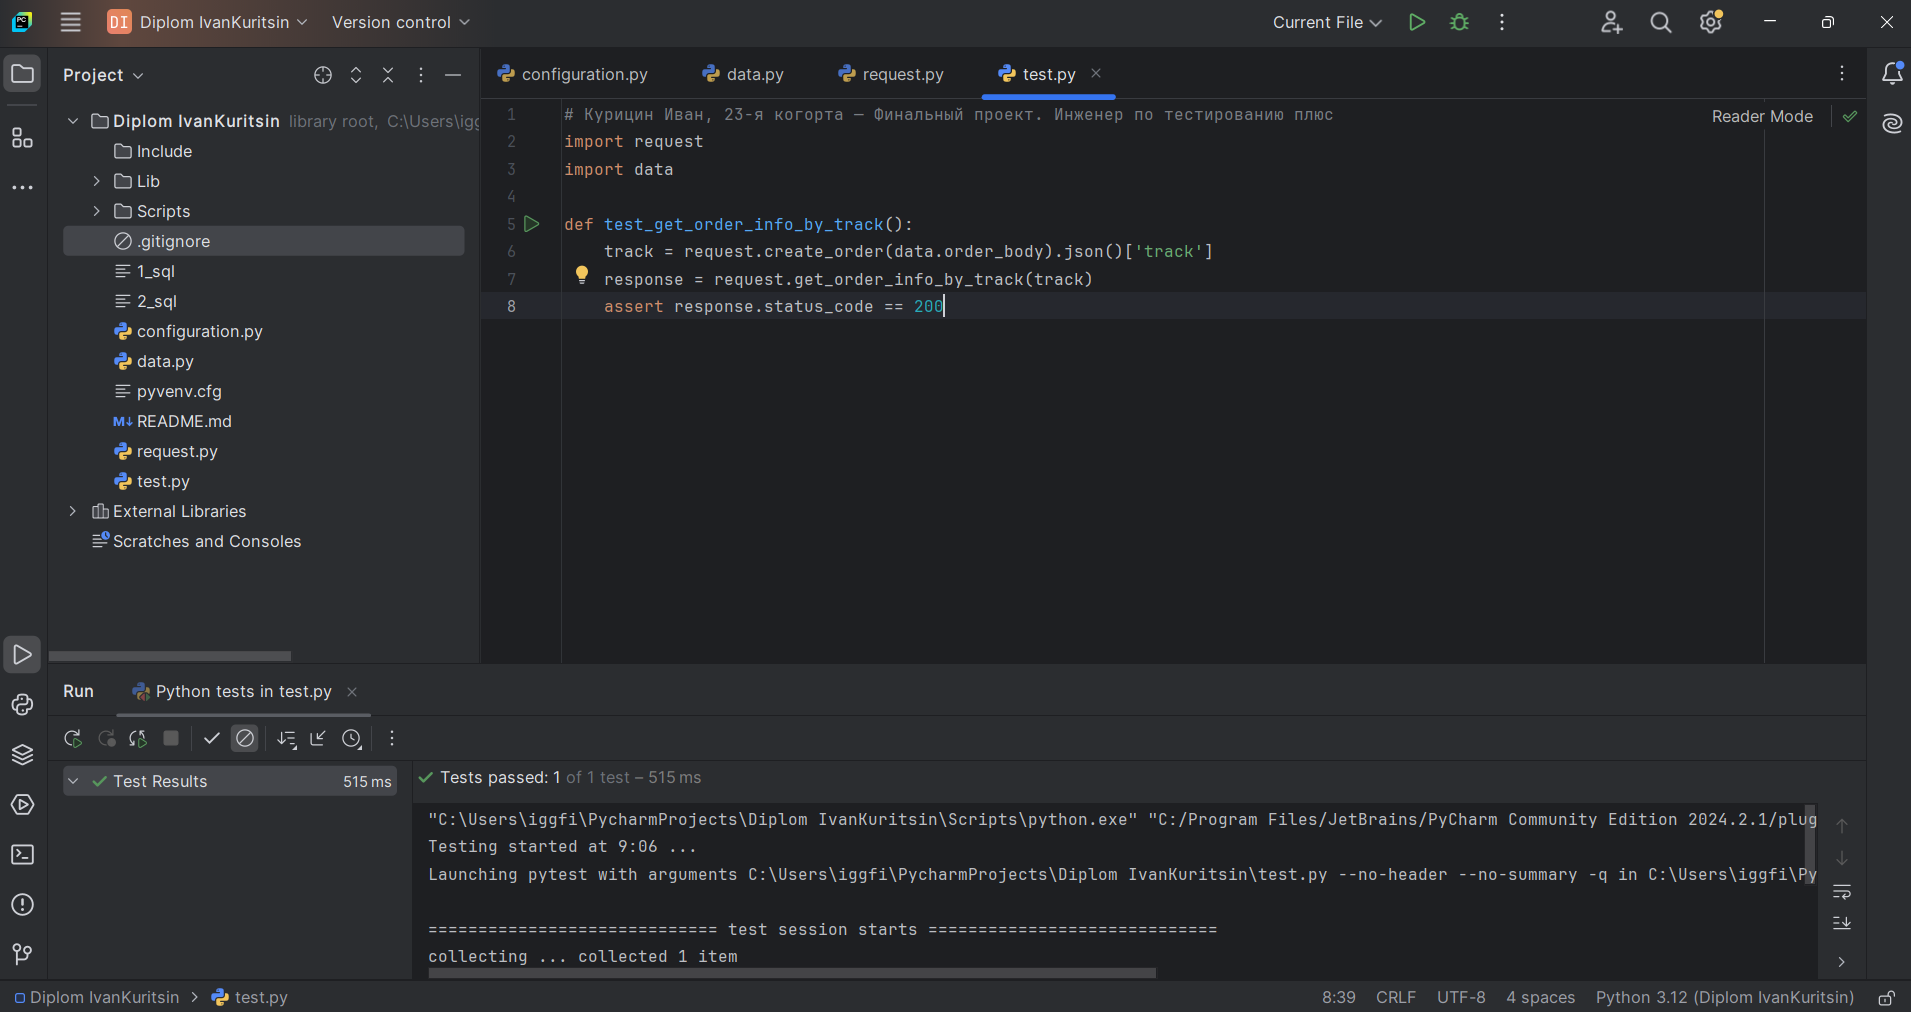 DI Diplom IvanKuritsin Version control Current File
Project
configuration.py data.py request.py test.py
Diplom IvanKuritsin library root, C:\Users\igg
Include
Lib
Scripts
.gitignore
1_sql
2_sql
configuration.py
data.py
pyvenv.cfg
M↓ README.md
request.py
test.py
External Libraries
Scratches and Consoles
1 # Курицин Иван, 23-я когорта — Финальный проект. Инженер по тестированию плюс
Reader Mode
2 import request
3 import data
4
5 def test_get_order_info_by_track():
6 track = request.create_order(data.order_body).json()['track']
7 response = request.get_order_info_by_track(track)
8 assert response.status_code == 200
Run Python tests in test.py
Test Results 515 ms
Tests passed: 1 of 1 test – 515 ms
"C:\Users\iggfi\PycharmProjects\Diplom IvanKuritsin\Scripts\python.exe" "C:/Program Files/JetBrains/PyCharm Community Edition 2024.2.1/plug
Testing started at 9:06 ...
Launching pytest with arguments C:\Users\iggfi\PycharmProjects\Diplom IvanKuritsin\test.py --no-header --no-summary -q in C:\Users\iggfi\Py
============================= test session starts =============================
collecting ... collected 1 item
Diplom IvanKuritsin > test.py 8:39 CRLF UTF-8 4 spaces Python 3.12 (Diplom IvanKuritsin)